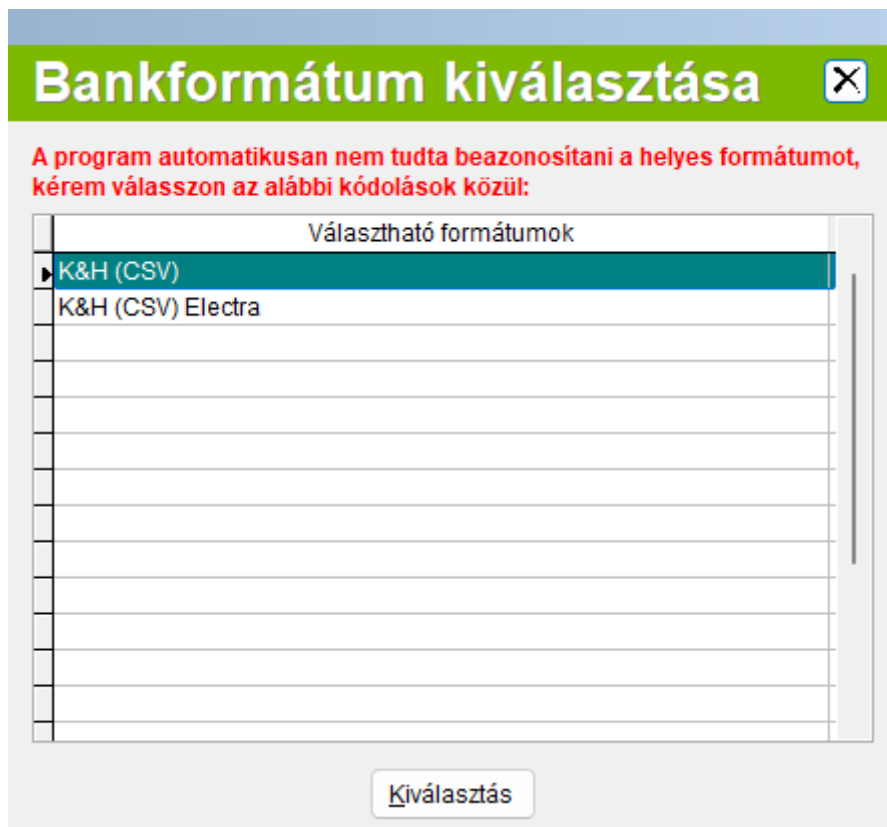 Bankformátum kiválasztása
A program automatikusan nem tudta beazonosítani a helyes formátumot,
kérem válasszon az alábbi kódolások közül:
Választható formátumok
K&H (CSV)
K&H (CSV) Electra
Kiválasztás